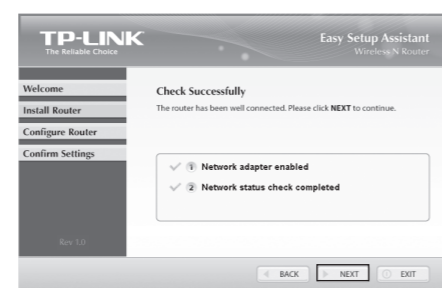 TP-LINK
The Reliable Choice
Easy Setup Assistant
Wireless N Router
Welcome
Install Router
Configure Router
Confirm Settings
Rev 1.0
Check Successfully
The router has been well connected. Please click NEXT to continue.
1 Network adapter enabled
2 Network status check completed
BACK
NEXT
EXIT